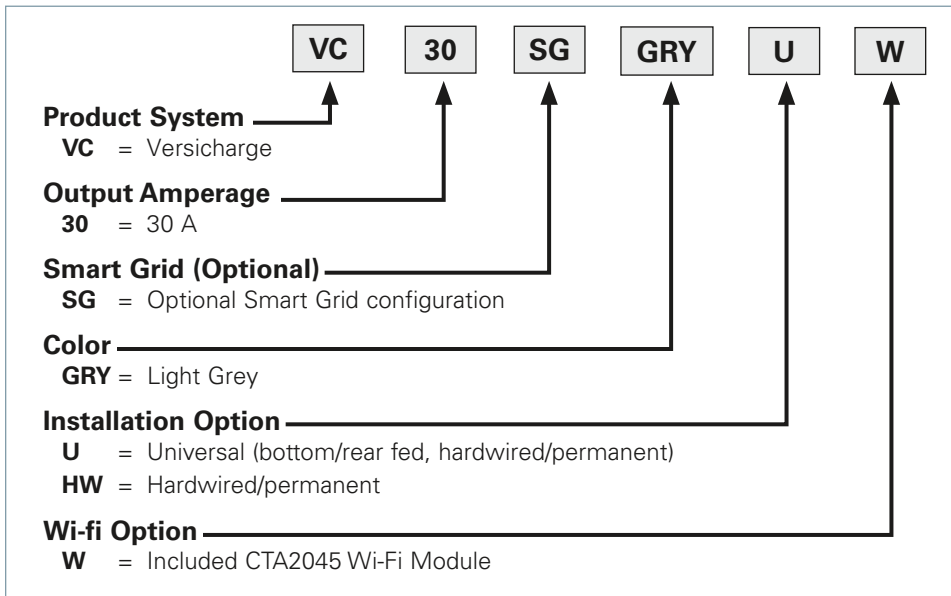 VC 30 SG GRY U W
Product System
VC = Versicharge
Output Amperage
30 = 30 A
Smart Grid (Optional)
SG = Optional Smart Grid configuration
Color
GRY = Light Grey
Installation Option
U = Universal (bottom/rear fed, hardwired/permanent)
HW = Hardwired/permanent
Wi-fi Option
W = Included CTA2045 Wi-Fi Module